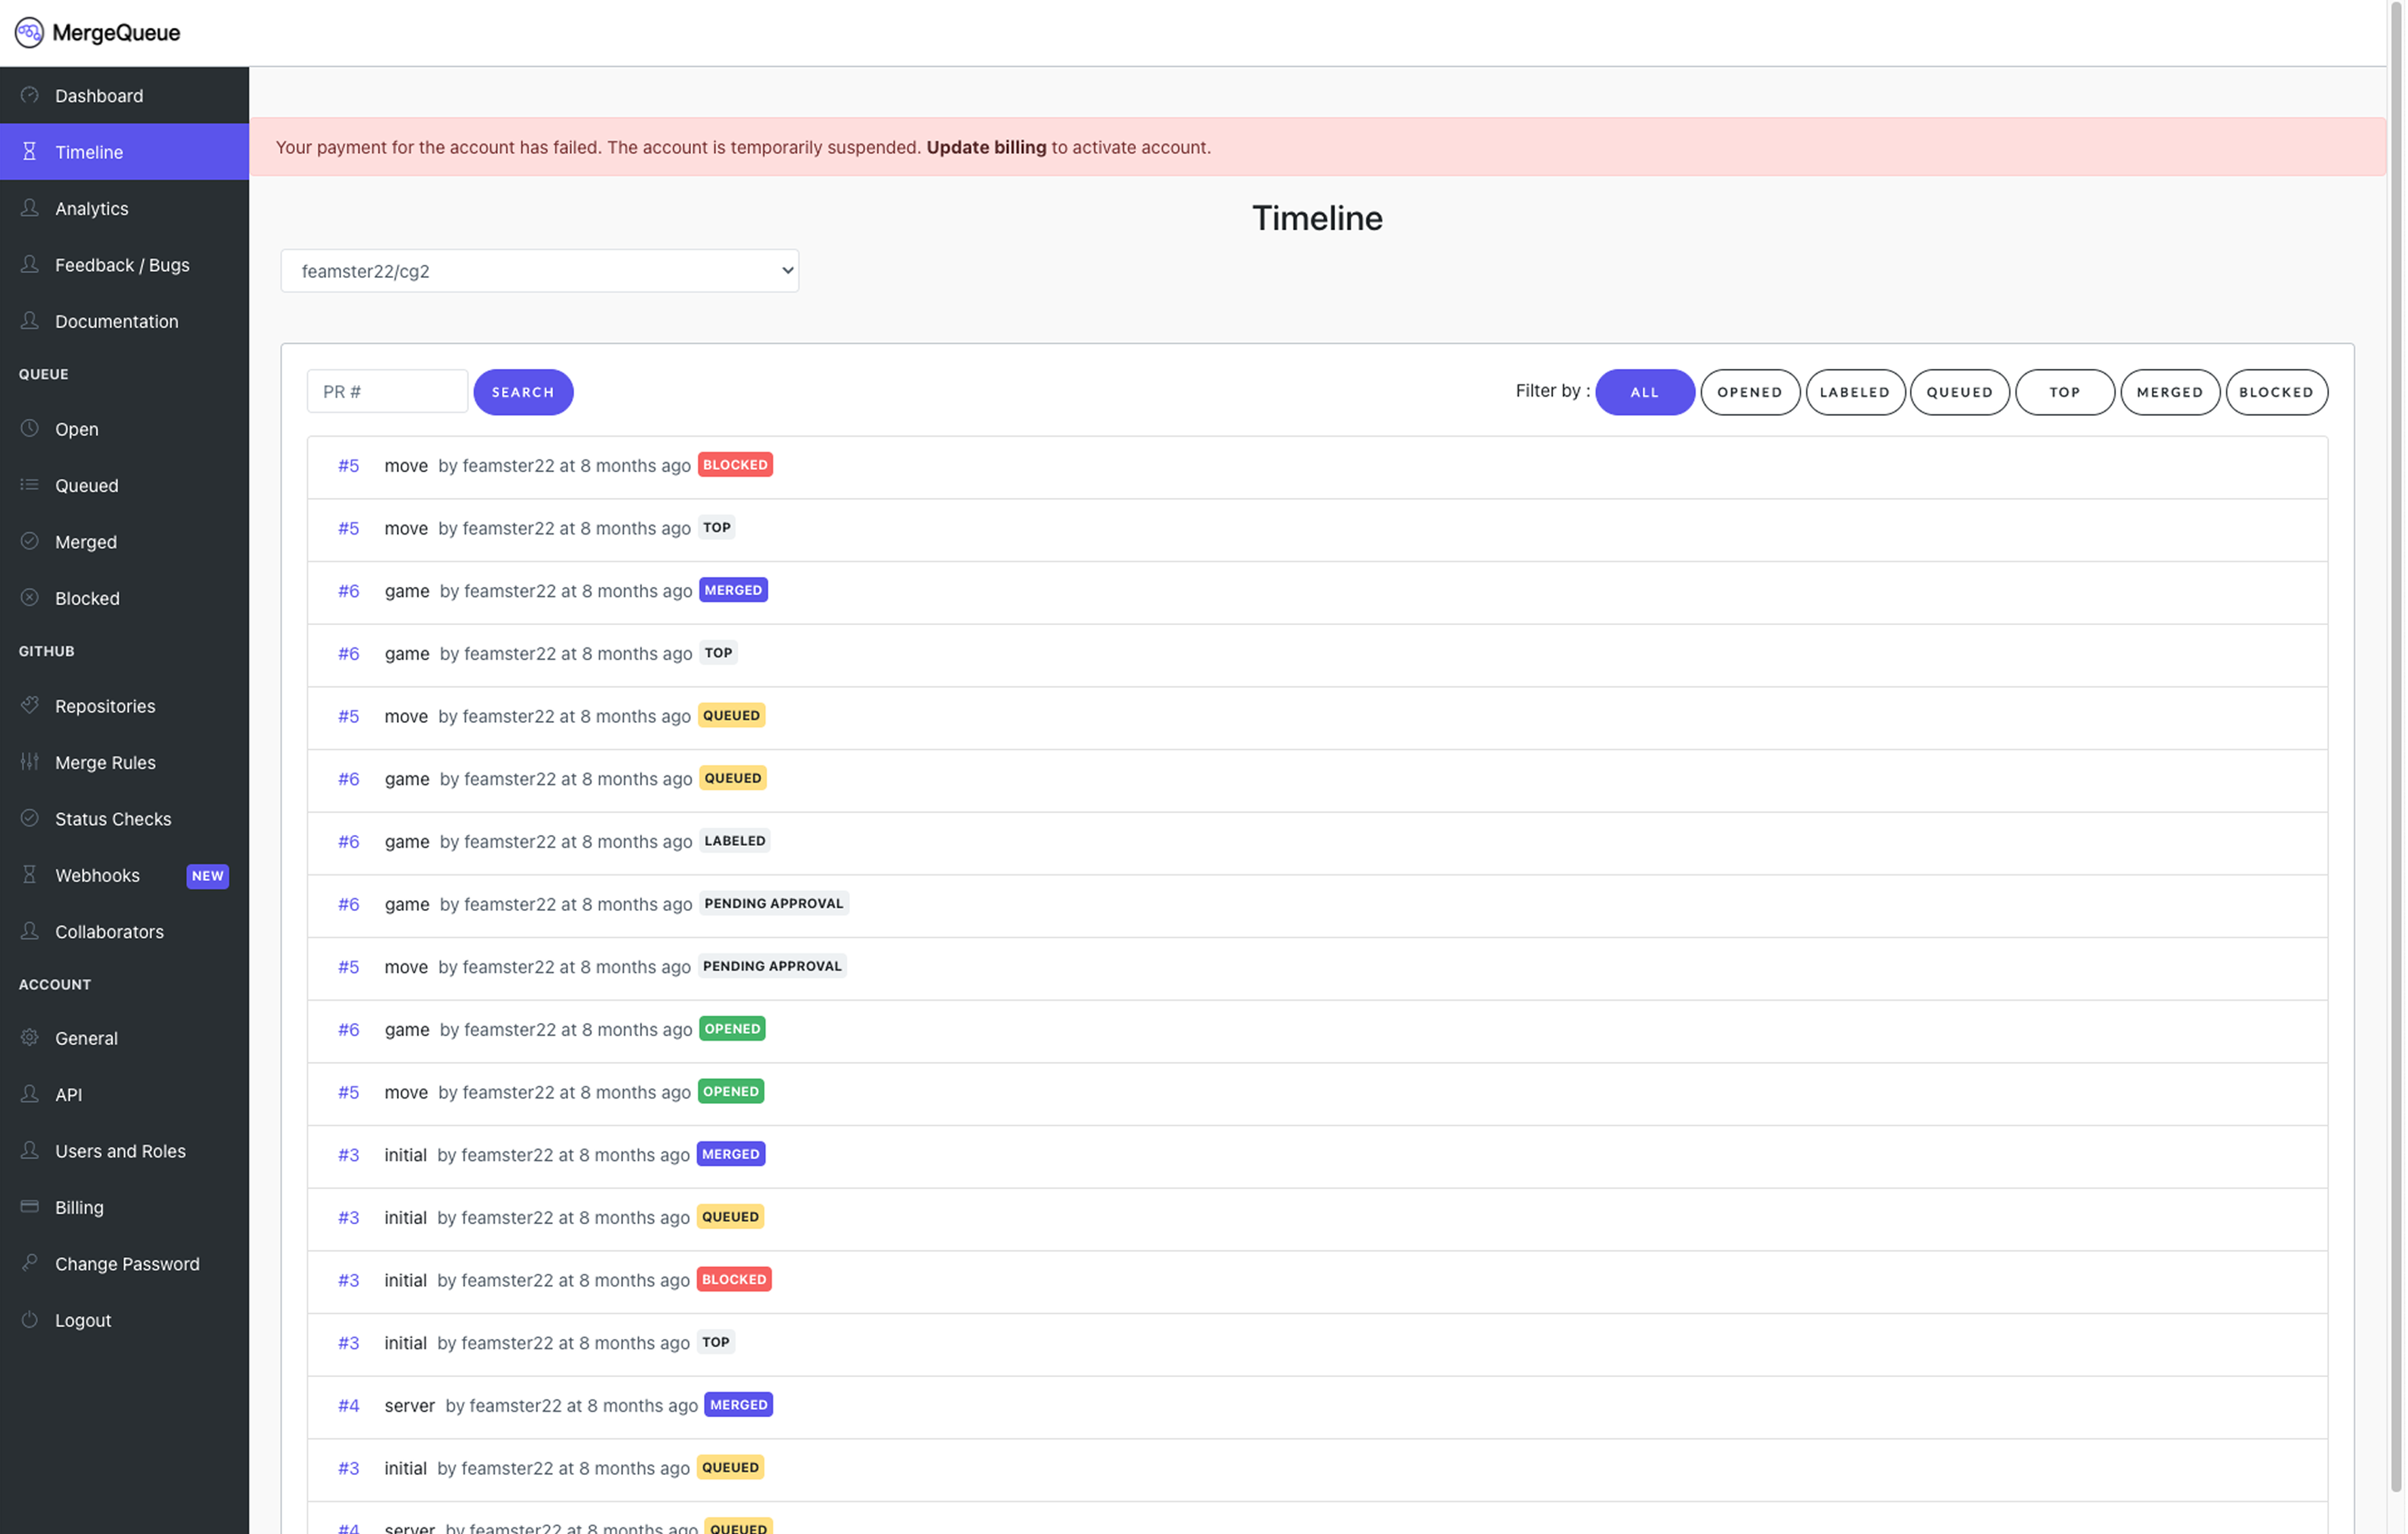 MergeQueue
Dashboard
Timeline
Analytics
Feedback / Bugs
Documentation
QUEUE
Open
Queued
Merged
Blocked
GITHUB
Repositories
Merge Rules
Status Checks
Webhooks NEW
Collaborators
ACCOUNT
General
API
Users and Roles
Billing
Change Password
Logout
Your payment for the account has failed. The account is temporarily suspended. Update billing to activate account.
Timeline
feamster22/cg2
PR # SEARCH Filter by : ALL OPENED LABELED QUEUED TOP MERGED BLOCKED
#5 move by feamster22 at 8 months ago BLOCKED
#5 move by feamster22 at 8 months ago TOP
#6 game by feamster22 at 8 months ago MERGED
#6 game by feamster22 at 8 months ago TOP
#5 move by feamster22 at 8 months ago QUEUED
#6 game by feamster22 at 8 months ago QUEUED
#6 game by feamster22 at 8 months ago LABELED
#6 game by feamster22 at 8 months ago PENDING APPROVAL
#5 move by feamster22 at 8 months ago PENDING APPROVAL
#6 game by feamster22 at 8 months ago OPENED
#5 move by feamster22 at 8 months ago OPENED
#3 initial by feamster22 at 8 months ago MERGED
#3 initial by feamster22 at 8 months ago QUEUED
#3 initial by feamster22 at 8 months ago BLOCKED
#3 initial by feamster22 at 8 months ago TOP
#4 server by feamster22 at 8 months ago MERGED
#3 initial by feamster22 at 8 months ago QUEUED
#4 server by feamster22 at 8 months ago QUEUED